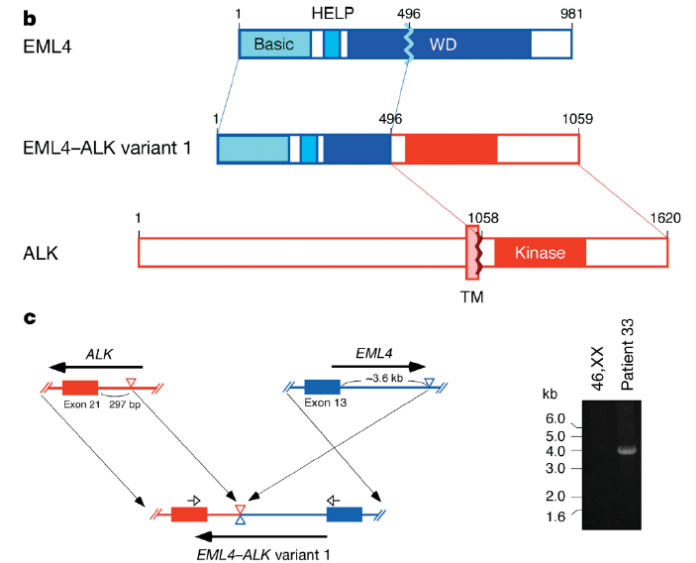 b
HELP
1 496 981
EML4 Basic WD
1 496 1059
EML4–ALK variant 1
1 1058 1620
ALK Kinase
TM
c
ALK EML4
~3.6 kb
Exon 21 297 bp Exon 13
EML4–ALK variant 1
46,XX
Patient 33
kb
6.0
5.0
4.0
3.0
2.0
1.6